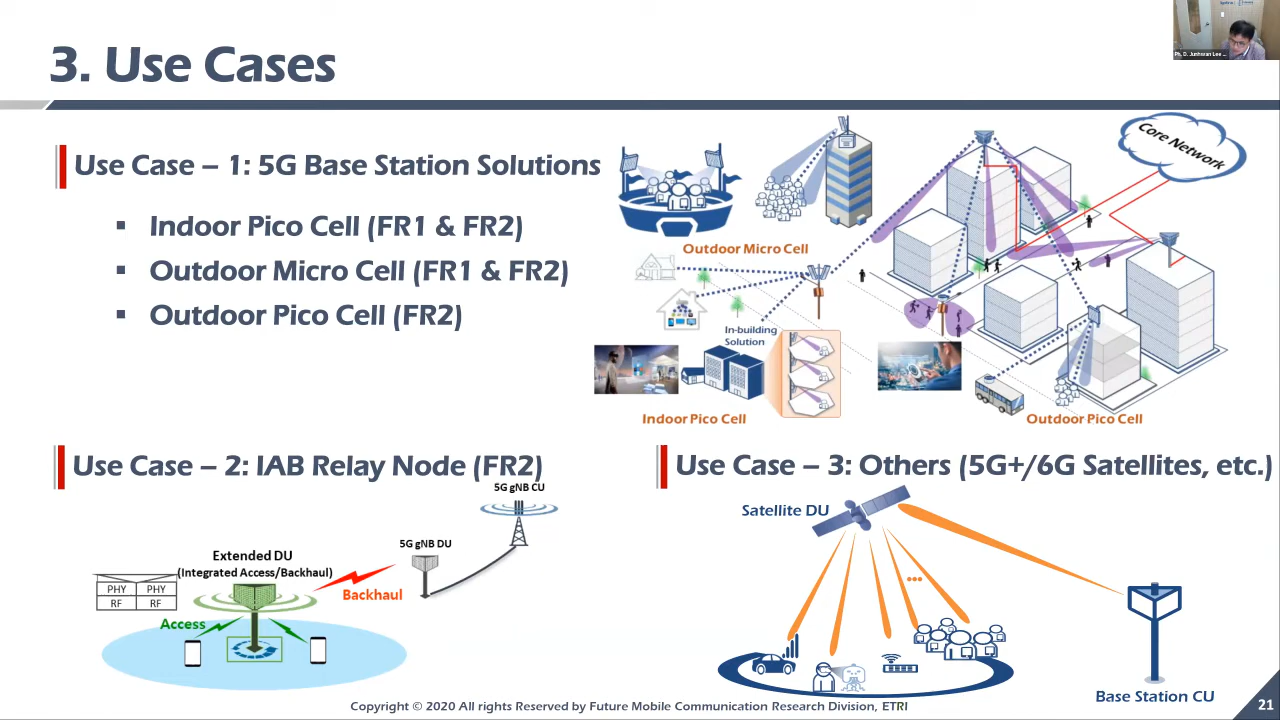 3. Use Cases
Ph. D. Junhwan Lee ...
Use Case – 1: 5G Base Station Solutions
▪ Indoor Pico Cell (FR1 & FR2)
▪ Outdoor Micro Cell (FR1 & FR2)
▪ Outdoor Pico Cell (FR2)
Core Network
Outdoor Micro Cell
In-building
Solution
Indoor Pico Cell
Outdoor Pico Cell
Use Case – 2: IAB Relay Node (FR2)
5G gNB CU
5G gNB DU
Extended DU
(Integrated Access/Backhaul)
PHY PHY
RF RF
Backhaul
Access
Use Case – 3: Others (5G+/6G Satellites, etc.)
Satellite DU
...
Base Station CU
Copyright © 2020 All rights Reserved by Future Mobile Communication Research Division, ETRI
21